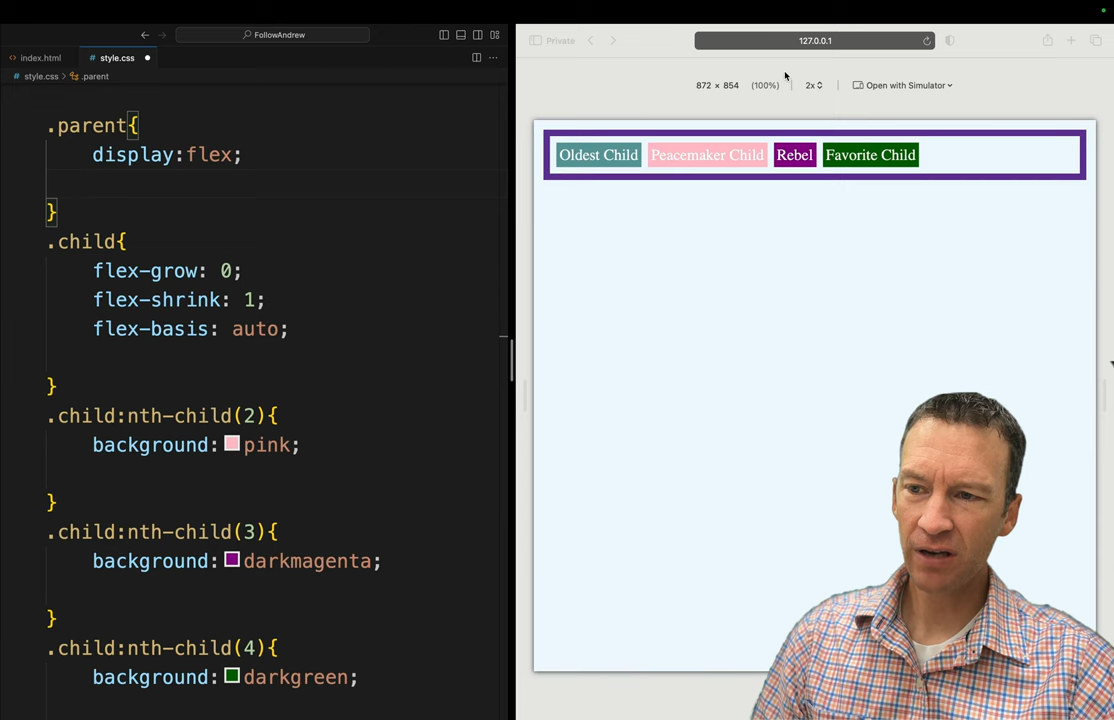 FollowAndrew
index.html
style.css
style.css > .parent
.parent{
display:flex;
}
.child{
flex-grow: 0;
flex-shrink: 1;
flex-basis: auto;
}
.child:nth-child(2){
background: pink;
}
.child:nth-child(3){
background: darkmagenta;
}
.child:nth-child(4){
background: darkgreen;
Private
127.0.0.1
872 × 854 (100%) 2x Open with Simulator
Oldest Child Peacemaker Child Rebel Favorite Child